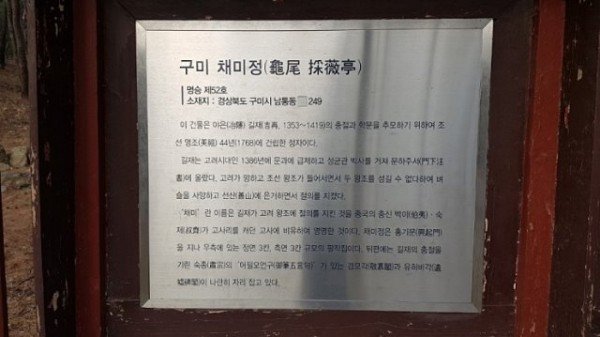 구미 채미정(龜尾 採薇亭)
명승 제52호
소재지 : 경상북도 구미시 남통동 249
이 건물은 야은(冶隱) 길재(吉再, 1353~1419)의 충절과 학문을 추모하기 위하여 조
선 영조(英祖) 44년(1768)에 건립한 정자이다.
길재는 고려시대인 1386년에 문과에 급제하고 성균관 박사를 거쳐 문하주서(門下注
書)에 올랐다. 고려가 망하고 조선 왕조가 들어서면서 두 왕조를 섬길 수 없다하여 벼
슬을 사양하고 선산(善山)에 은거하면서 절의를 지켰다.
'채미' 란 이름은 길재가 고려 왕조에 절의를 지킨 것을 중국의 충신 백이(伯夷)·숙
제(叔齊)가 고사리를 캐던 고사에 비유하여 명명한 것이다. 채미정은 흥기문(興起門)
을 지나 우측에 있는 정면 3칸, 측면 3칸 규모의 팔작집이다. 뒤편에는 길재의 충절을
기린 숙종(肅宗)의 '어필오언구(御筆五言句)' 가 있는 경모각(敬慕閣)과 유허비각(遺
墟碑閣)이 나란히 자리 잡고 있다.